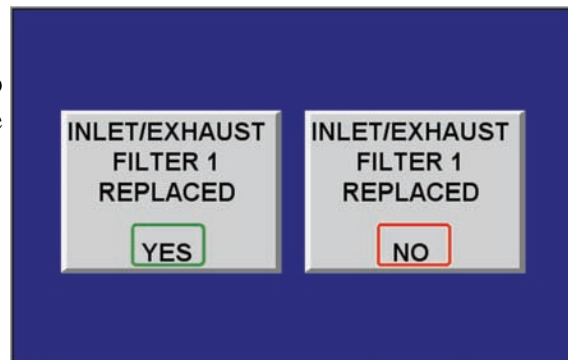 INLET/EXHAUST
FILTER 1
REPLACED
YES
INLET/EXHAUST
FILTER 1
REPLACED
NO